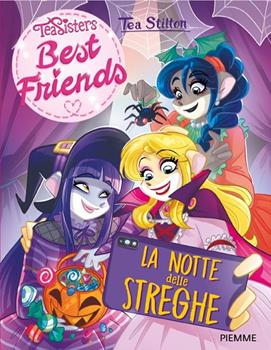 TeaSisters
Tea Stilton
Best
Friends
LA NOTTE
delle
STREGHE
PIEMME